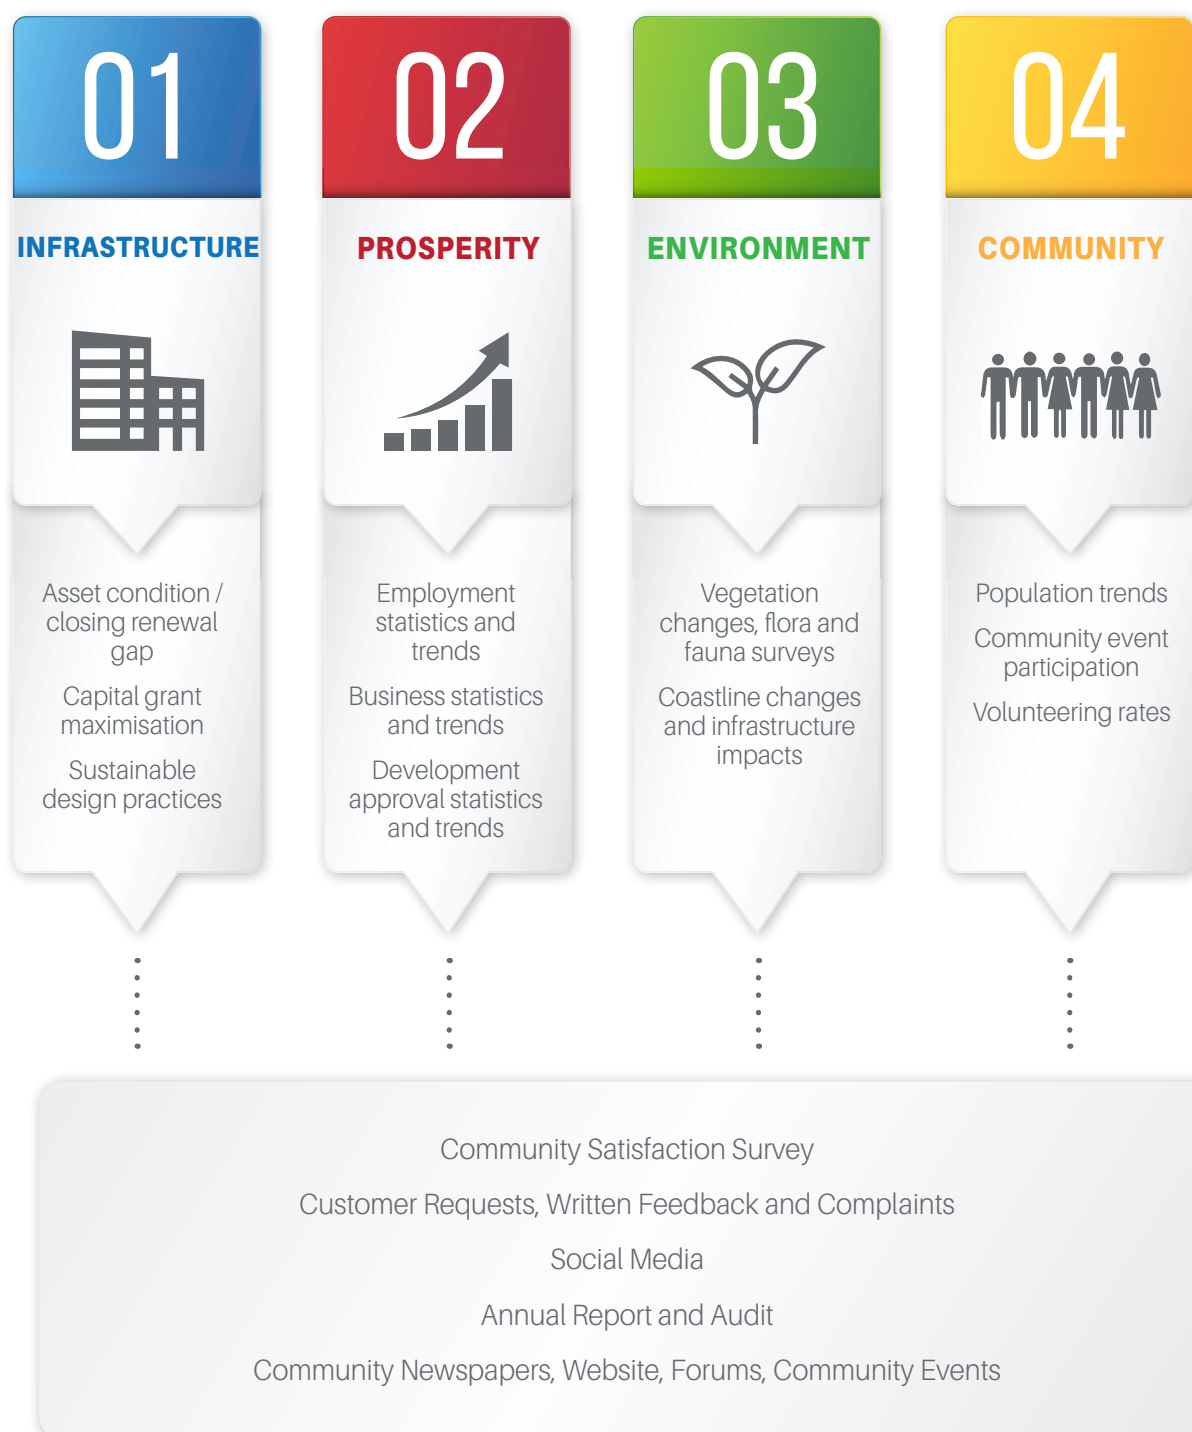 01
INFRASTRUCTURE
Asset condition /
closing renewal
gap
Capital grant
maximisation
Sustainable
design practices
02
PROSPERITY
Employment
statistics and
trends
Business statistics
and trends
Development
approval statistics
and trends
03
ENVIRONMENT
Vegetation
changes, flora and
fauna surveys
Coastline changes
and infrastructure
impacts
04
COMMUNITY
Population trends
Community event
participation
Volunteering rates
Community Satisfaction Survey
Customer Requests, Written Feedback and Complaints
Social Media
Annual Report and Audit
Community Newspapers, Website, Forums, Community Events